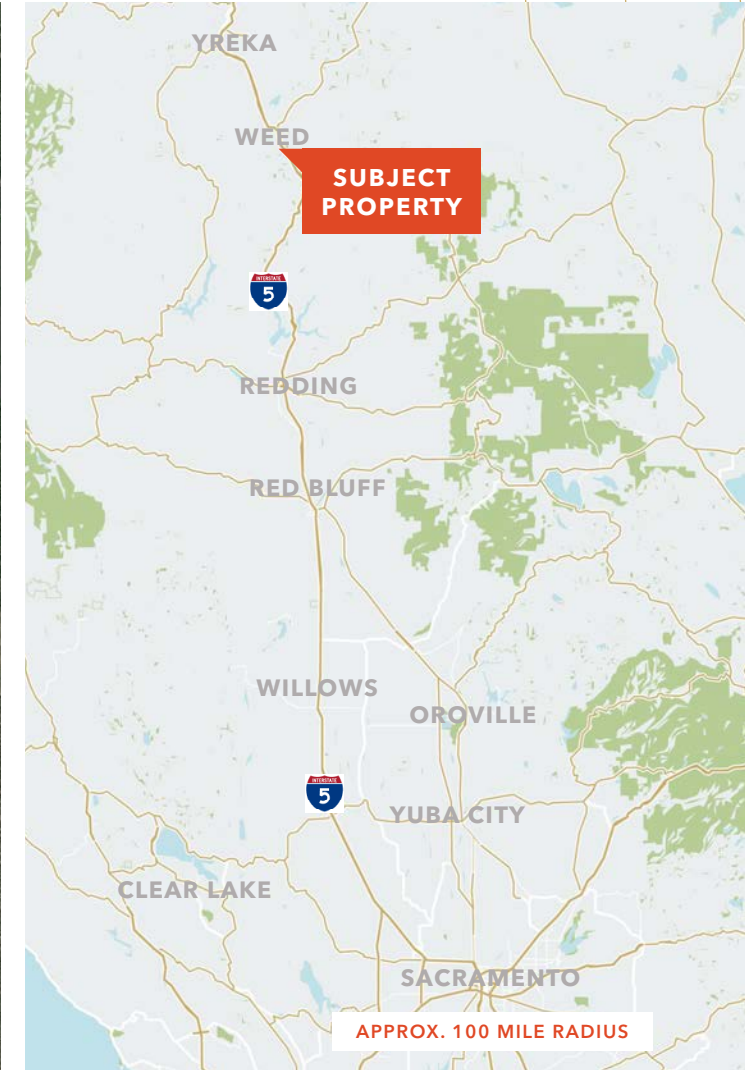 YREKA
WEED
SUBJECT
PROPERTY
INTERSTATE
5
REDDING
RED BLUFF
WILLOWS
OROVILLE
INTERSTATE
5
YUBA CITY
CLEAR LAKE
SACRAMENTO
APPROX. 100 MILE RADIUS